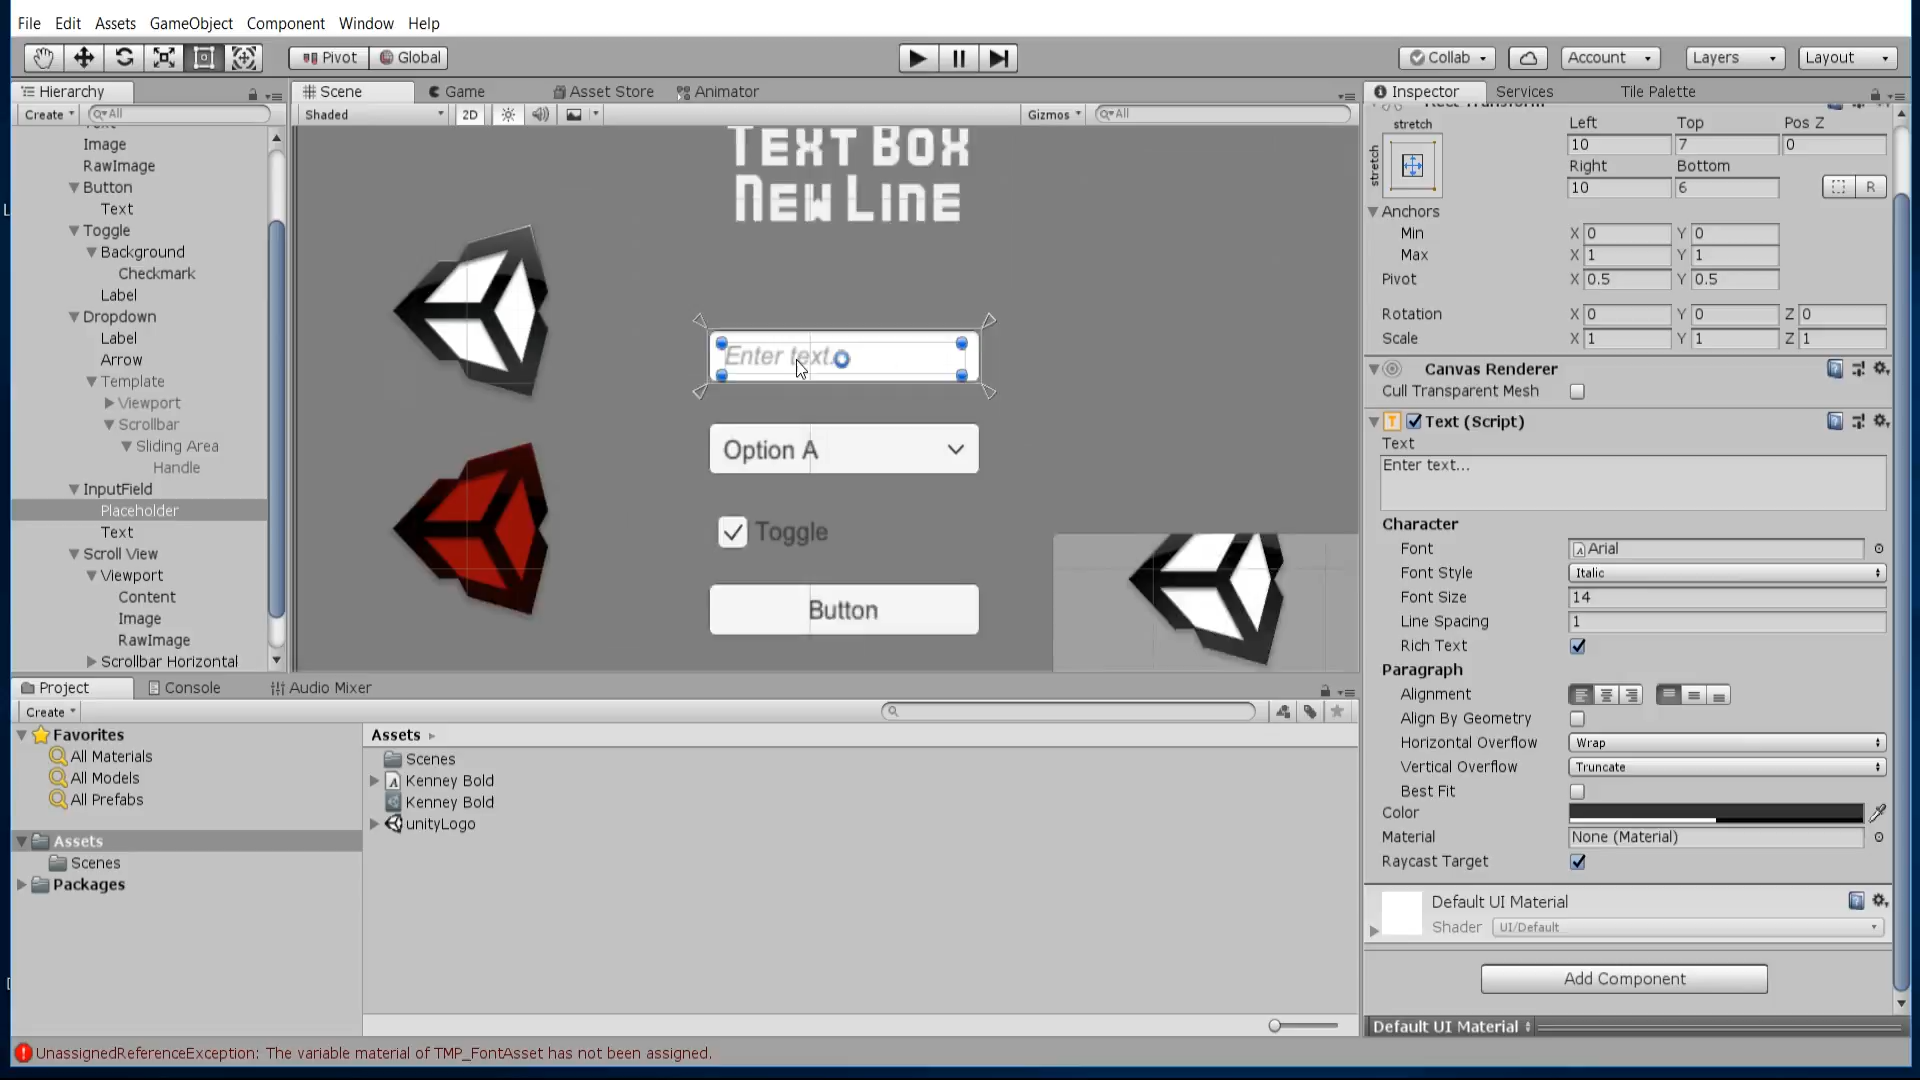 File Edit Assets GameObject Component Window Help
Pivot Global Collab Account Layers Layout
Hierarchy
Create All
Image
RawImage
Button
Text
Toggle
Background
Checkmark
Label
Dropdown
Label
Arrow
Template
Viewport
Scrollbar
Sliding Area
Handle
InputField
Placeholder
Text
Scroll View
Viewport
Content
Image
RawImage
Scrollbar Horizontal
Scene Game Asset Store Animator
Shaded 2D Gizmos All
Text Box
New Line
Enter text...
Option A
Toggle
Button
Inspector Services Tile Palette
Rect Transform
stretch
stretch
Left Top Pos Z
10 7 0
Right Bottom
10 6 R
Anchors
Min X 0 Y 0
Max X 1 Y 1
Pivot X 0.5 Y 0.5
Rotation X 0 Y 0 Z 0
Scale X 1 Y 1 Z 1
Canvas Renderer
Cull Transparent Mesh
Text (Script)
Text
Enter text...
Character
Font Arial
Font Style Italic
Font Size 14
Line Spacing 1
Rich Text
Paragraph
Alignment
Align By Geometry
Horizontal Overflow Wrap
Vertical Overflow Truncate
Best Fit
Color
Material None (Material)
Raycast Target
Default UI Material
Shader UI/Default
Add Component
Default UI Material
Project Console Audio Mixer
Create
Favorites
All Materials
All Models
All Prefabs
Assets
Scenes
Packages
Assets
Scenes
Kenney Bold
Kenney Bold
unityLogo
UnassignedReferenceException: The variable material of TMP_FontAsset has not been assigned.